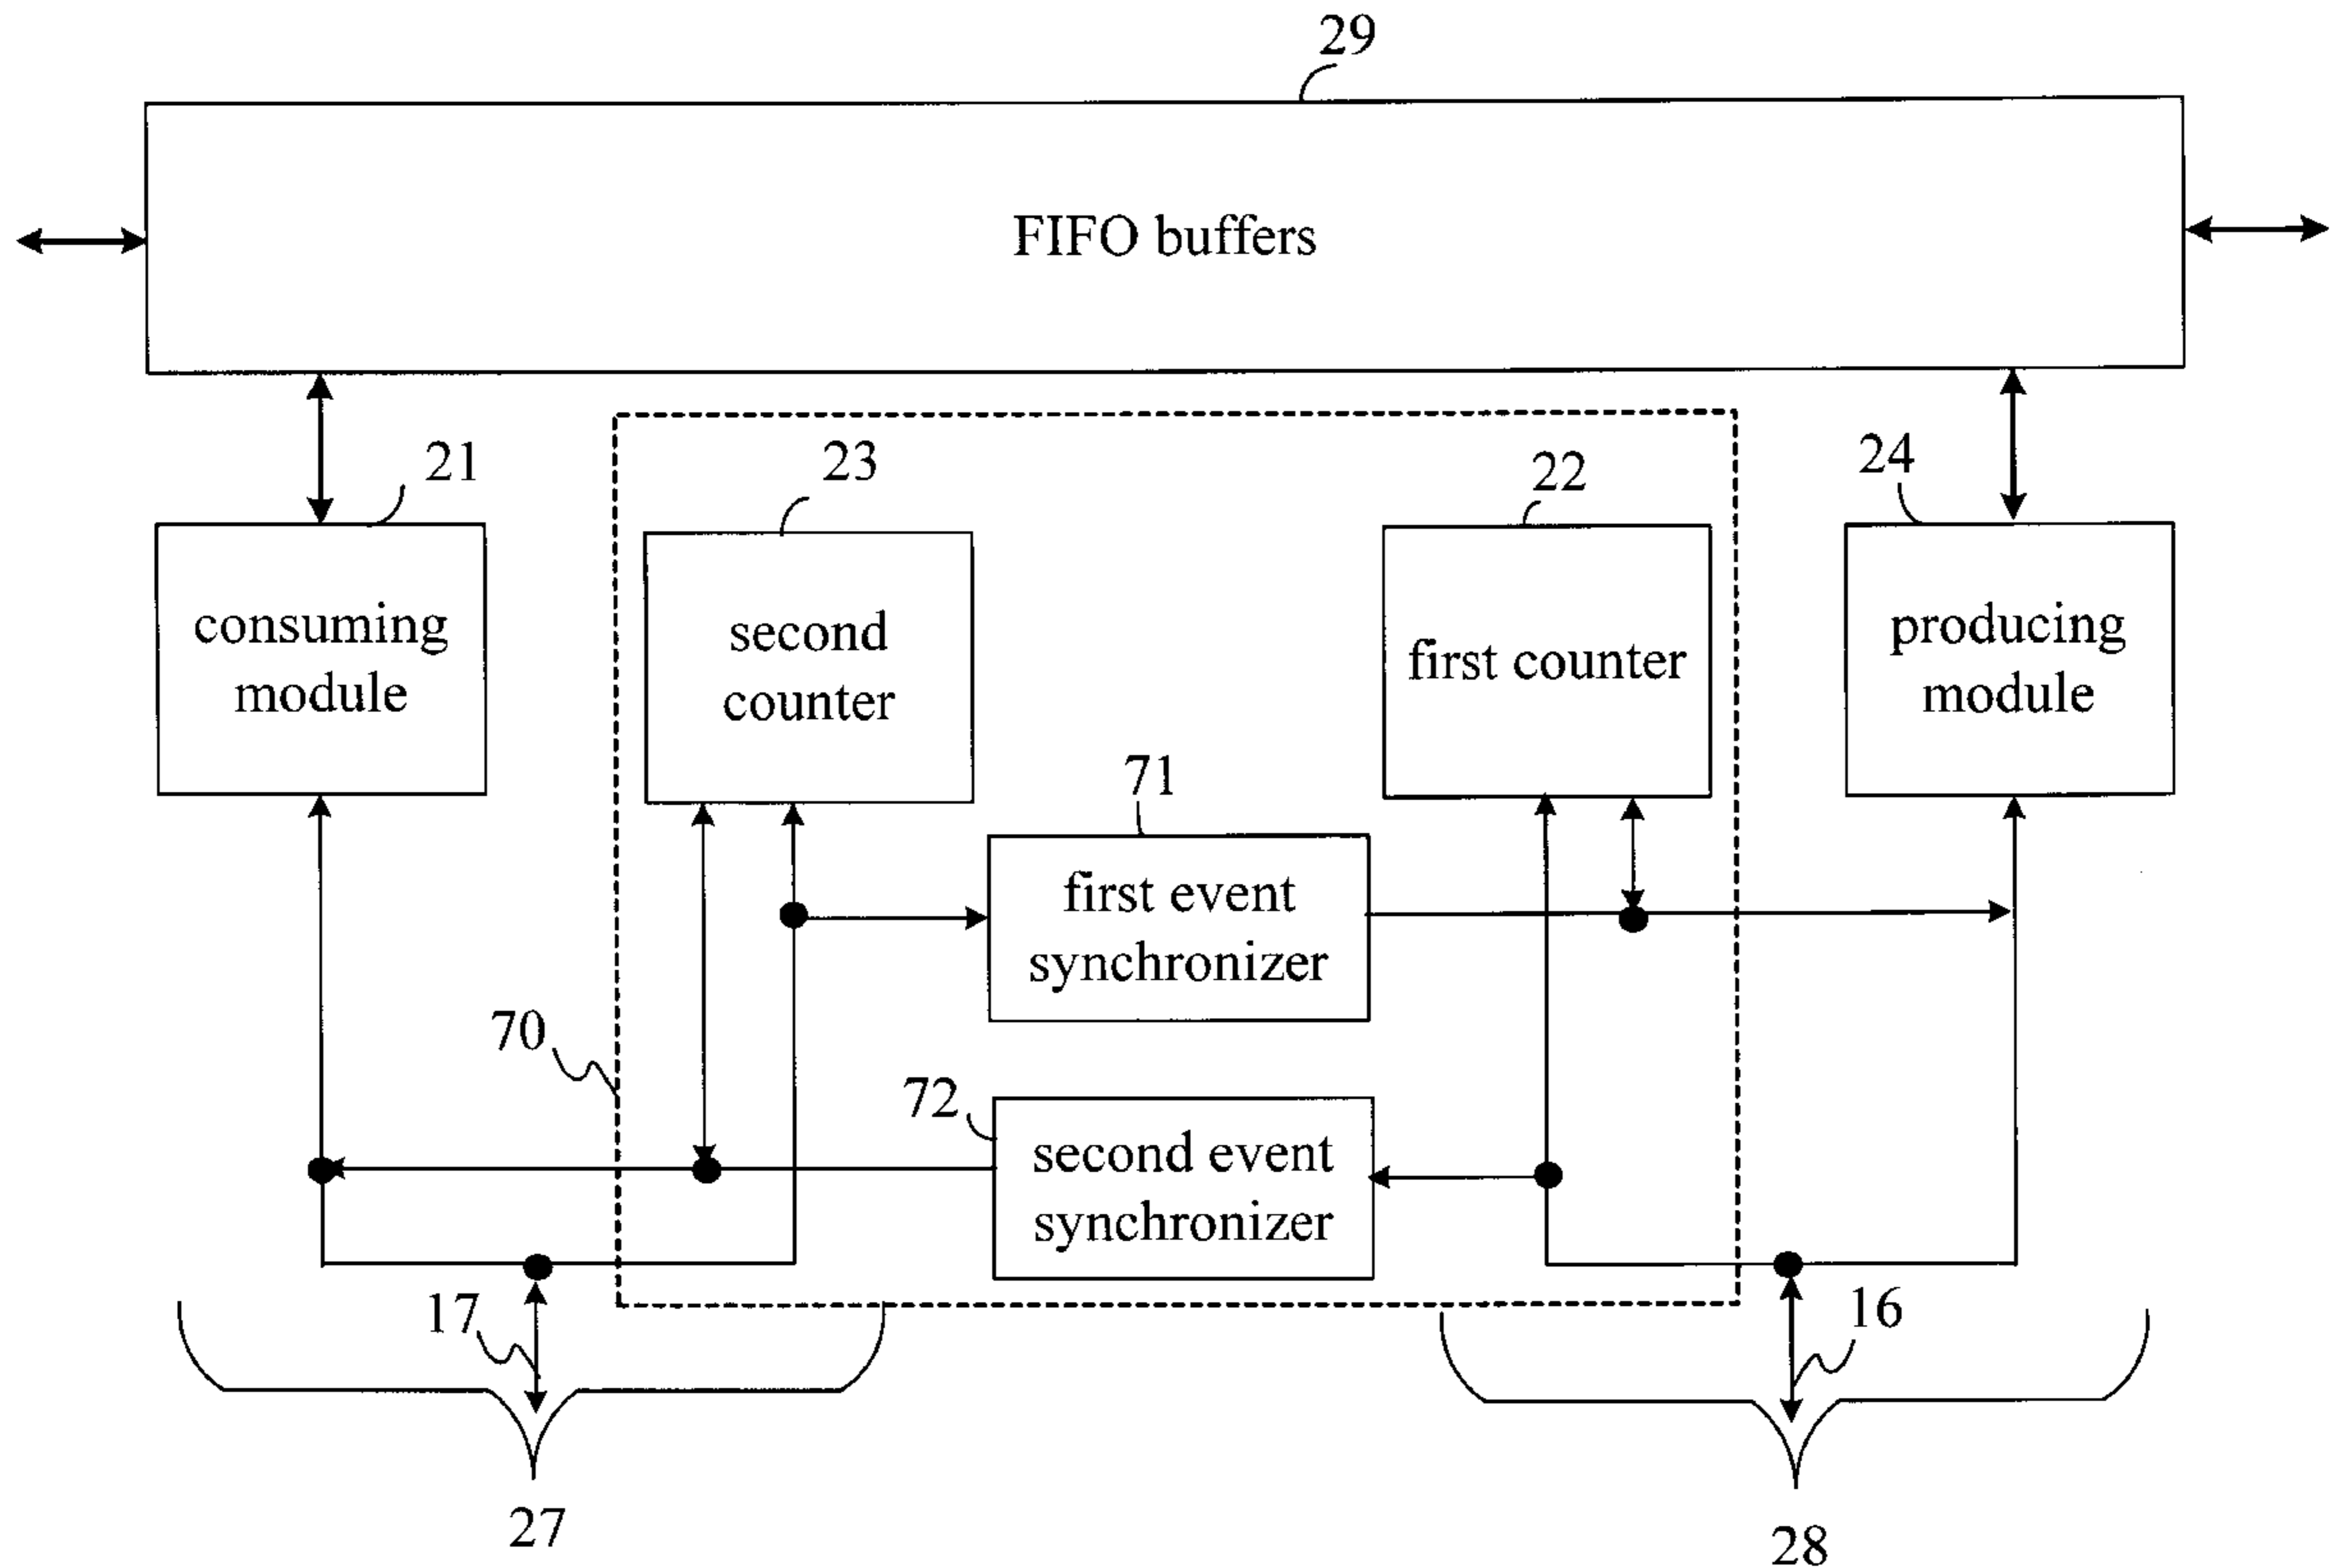 29
FIFO buffers
21
23
22
24
consuming
module
second
counter
first counter
producing
module
71
first event
synchronizer
70
72
second event
synchronizer
17
16
27
28